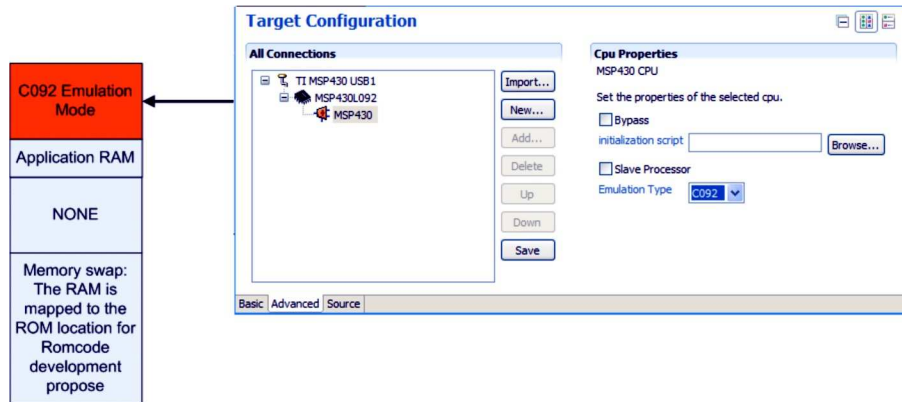 C092 Emulation
Mode
Application RAM
NONE
Memory swap:
The RAM is
mapped to the
ROM location for
Romcode
development
propose
Target Configuration
All Connections
TI MSP430 USB1
MSP430L092
MSP430
Import...
New...
Add...
Delete
Up
Down
Save
Cpu Properties
MSP430 CPU
Set the properties of the selected cpu.
Bypass
initialization script
Browse...
Slave Processor
Emulation Type
C092
Basic Advanced Source